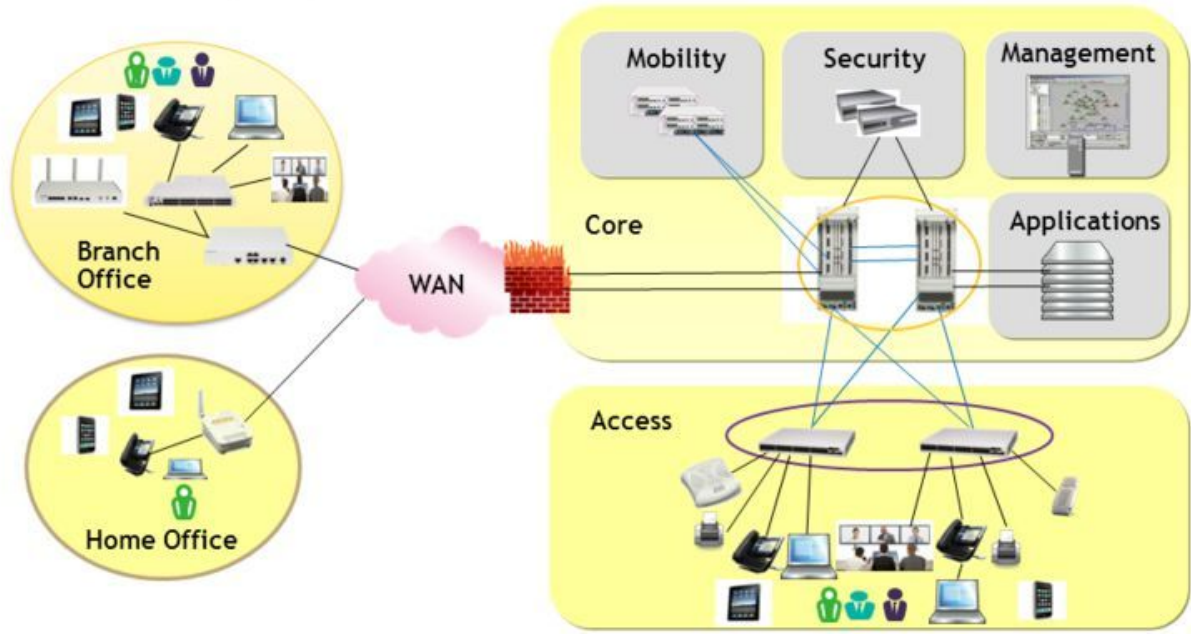 Branch
Office
Home Office
WAN
Core
Mobility
Security
Management
Applications
Access